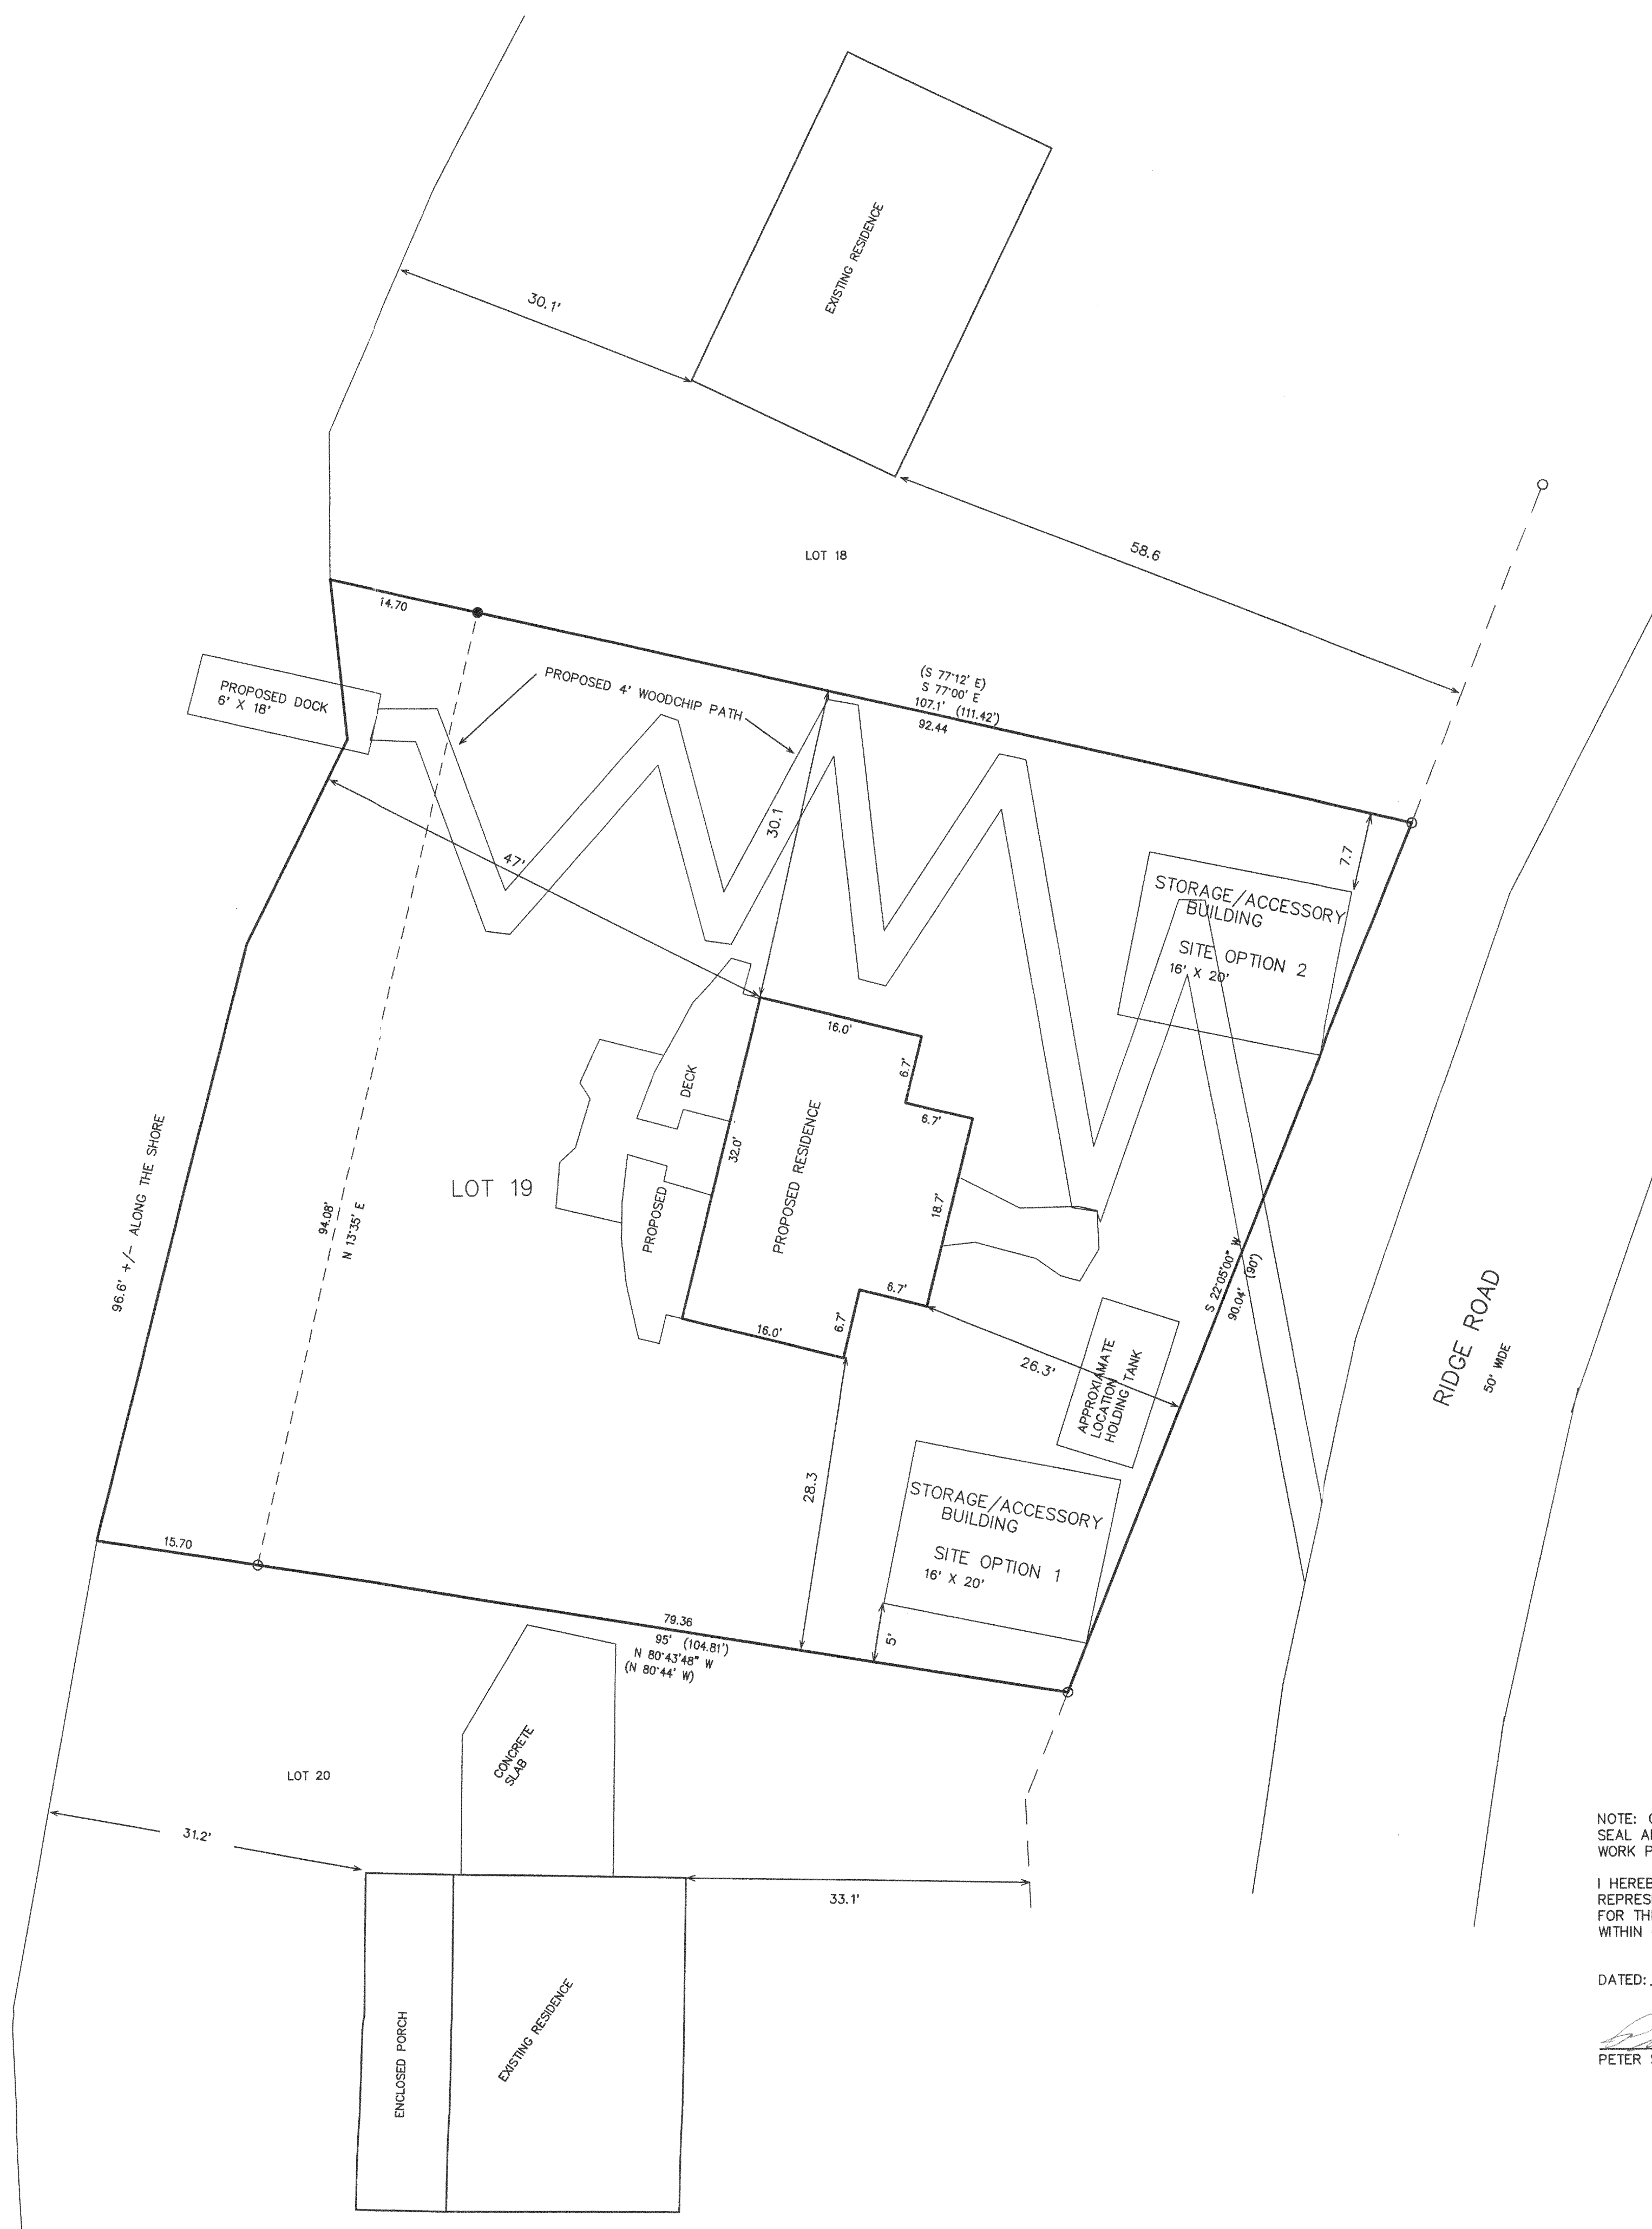 EXISTING RESIDENCE
30.1'
58.6
LOT 18
14.70
PROPOSED DOCK
6' X 18'
PROPOSED 4' WOODCHIP PATH
(S 77°12' E)
S 77°00' E
107.1' (111.42')
92.44
30.1
47'
7.7
STORAGE/ACCESSORY
BUILDING
SITE OPTION 2
16' X 20'
16.0'
6.7'
6.7'
DECK
32.0'
PROPOSED RESIDENCE
18.7'
LOT 19
PROPOSED
96.6' +/- ALONG THE SHORE
94.08'
N 13°35' E
6.7'
6.7'
16.0'
S 22°05'00" W
90.04' (90')
RIDGE ROAD
50' WIDE
26.3'
APPROXIAMATE
LOCATION
HOLDING TANK
28.3
STORAGE/ACCESSORY
BUILDING
SITE OPTION 1
16' X 20'
5'
15.70
79.36
95' (104.81')
N 80°43'48" W
(N 80°44' W)
CONCRETE
SLAB
LOT 20
31.2'
33.1'
ENCLOSED PORCH
EXISTING RESIDENCE
NOTE:
SEAL
WORK
I
FOR
WITHIN
DATED:
PETER